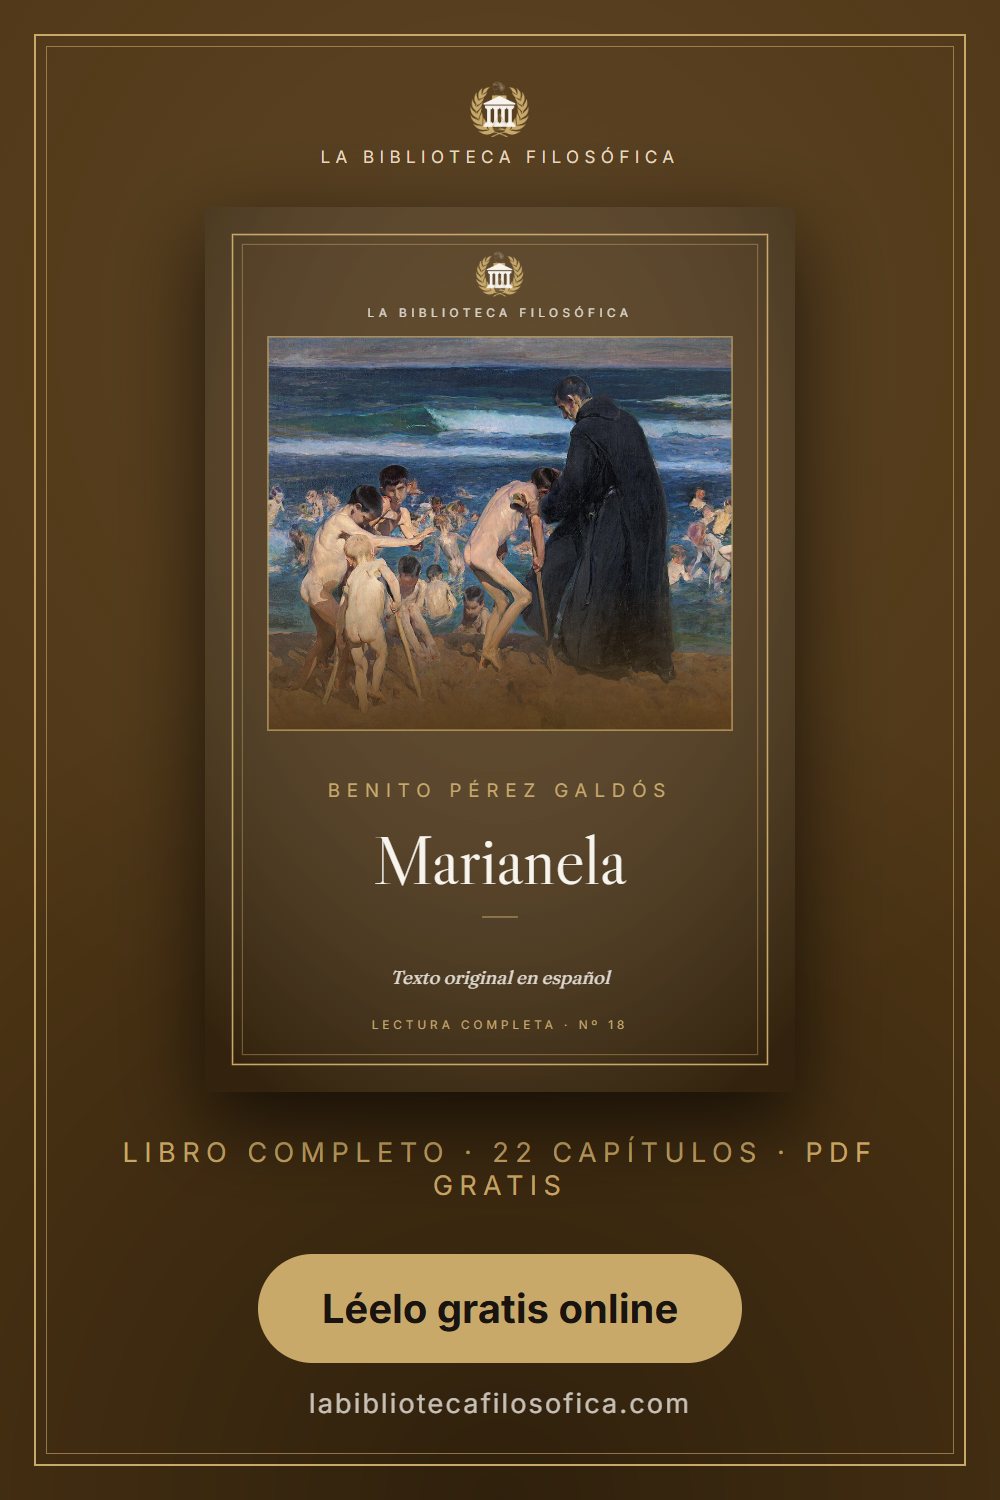 LA BIBLIOTECA FILOSÓFICA
LA BIBLIOTECA FILOSÓFICA
BENITO PÉREZ GALDÓS
Marianela
Texto original en español
LECTURA COMPLETA · Nº 18
LIBRO COMPLETO · 22 CAPÍTULOS · PDF
GRATIS
Léelo gratis online
labibliotecafilosofica.com